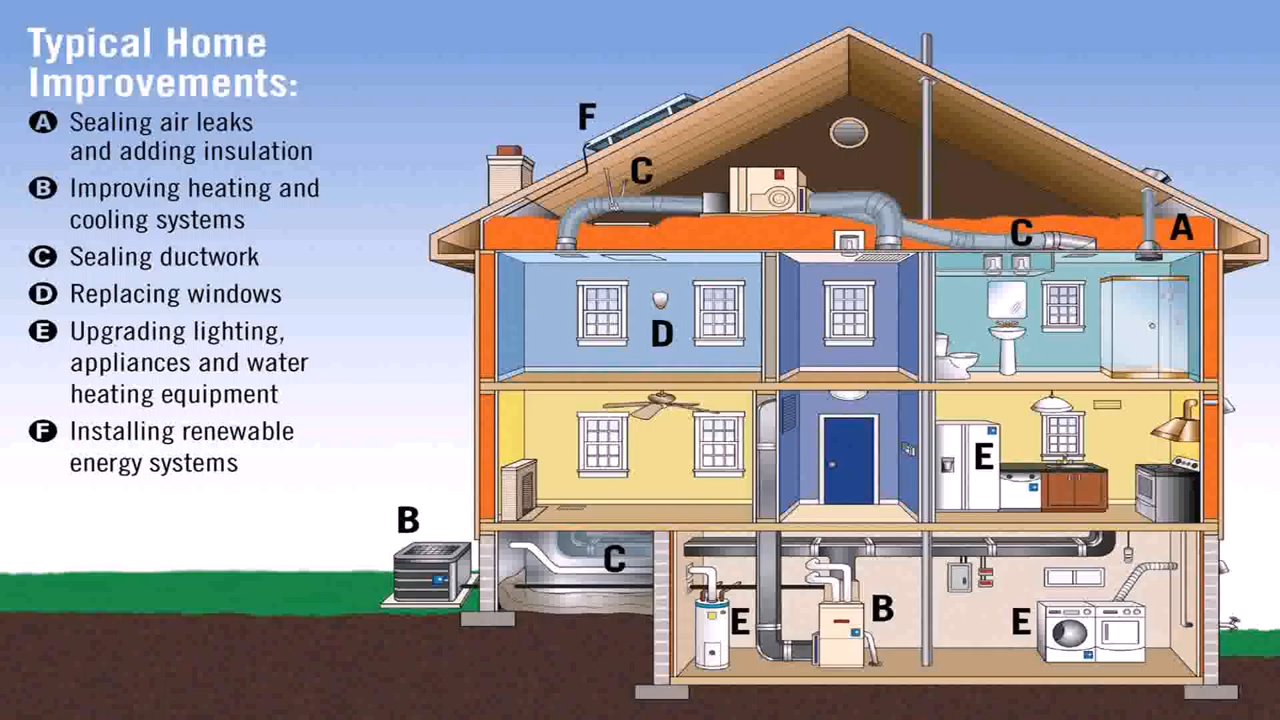 Typical Home
Improvements:
A Sealing air leaks
and adding insulation
B Improving heating and
cooling systems
C Sealing ductwork
D Replacing windows
E Upgrading lighting,
appliances and water
heating equipment
F Installing renewable
energy systems
F
C
C
A
D
E
B
C
E
B
E